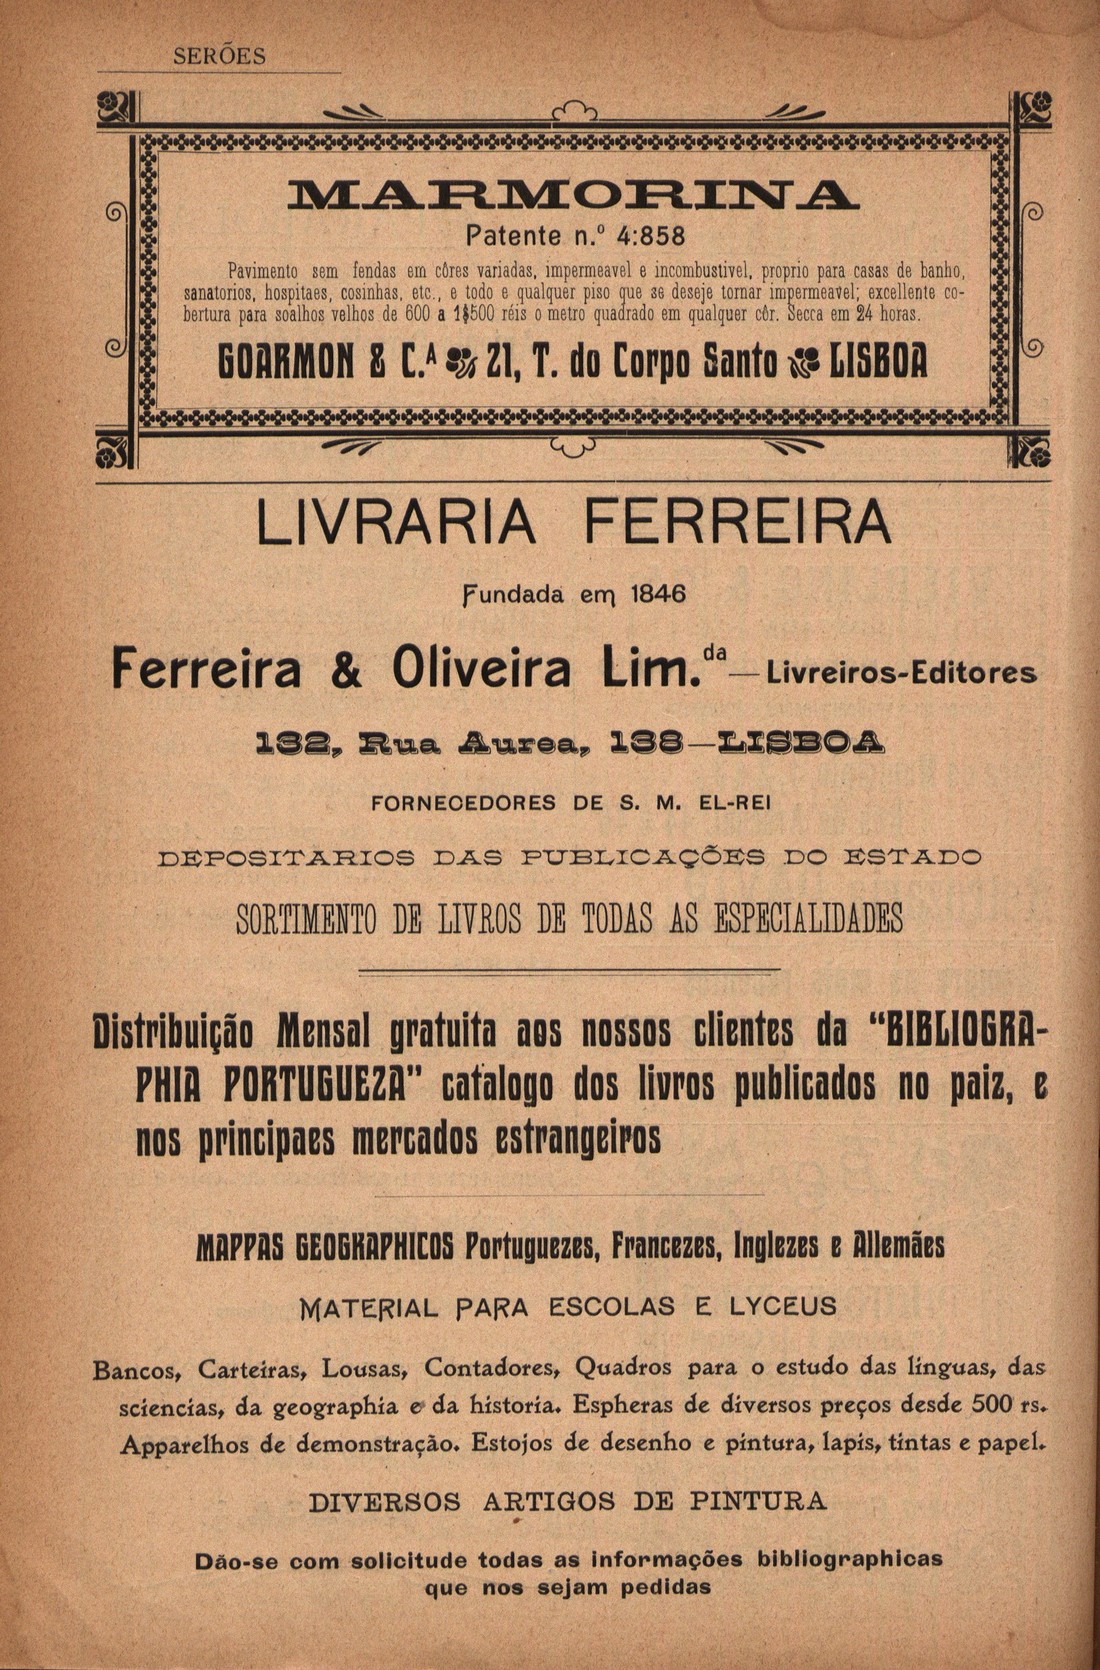 SERÕES
MARMORINA
Patente n.º 4:858
Pavimento sem fendas em côres variadas, impermeavel e incombustivel, proprio para casas de banho,
sanatorios, hospitaes, cosinhas, etc., e todo e qualquer piso que se deseje tornar impermeavel; excellente co-
bertura para soalhos velhos de 600 a 1$500 réis o metro quadrado em qualquer côr. Secca em 24 horas.
GOARMON & C.A 21, T. do Corpo Santo LISBOA
LIVRARIA FERREIRA
Fundada em 1846
Ferreira & Oliveira Lim.da — Livreiros-Editores
132, Rua Aurea, 138—LISBOA
FORNECEDORES DE S. M. EL-REI
DEPOSITARIOS DAS PUBLICAÇÕES DO ESTADO
SORTIMENTO DE LIVROS DE TODAS AS ESPECIALIDADES
Distribuição Mensal gratuita aos nossos clientes da “BIBLIOGRA-
PHIA PORTUGUEZA” catalogo dos livros publicados no paiz, e
nos principaes mercados estrangeiros
MAPPAS GEOGRAPHICOS Portuguezes, Francezes, Inglezes e Allemães
MATERIAL PARA ESCOLAS E LYCEUS
Bancos, Carteiras, Lousas, Contadores, Quadros para o estudo das linguas, das
sciencias, da geographia e da historia. Espheras de diversos preços desde 500 rs.
Apparelhos de demonstração. Estojos de desenho e pintura, lapis, tintas e papel.
DIVERSOS ARTIGOS DE PINTURA
Dão-se com solicitude todas as informações bibliographicas
que nos sejam pedidas